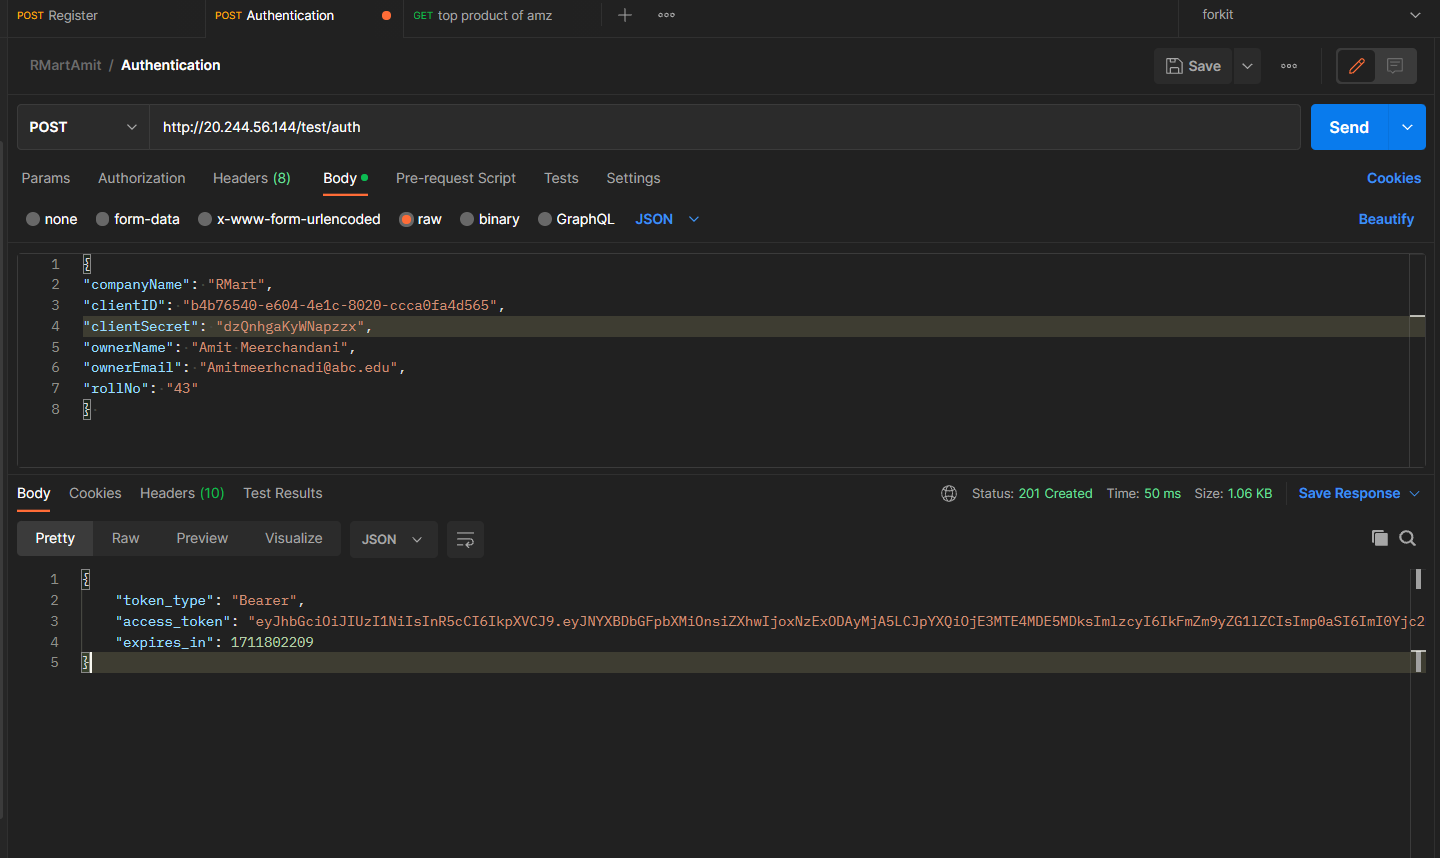 POST Register
POST Authentication
GET top product of amz
forkit
RMartAmit / Authentication
Save
POST
http://20.244.56.144/test/auth
Send
Params Authorization Headers (8) Body Pre-request Script Tests Settings Cookies
none form-data x-www-form-urlencoded raw binary GraphQL JSON Beautify
1 {
2 "companyName": "RMart",
3 "clientID": "b4b76540-e604-4e1c-8020-ccca0fa4d565",
4 "clientSecret": "dzQnhgaKyWNapzzx",
5 "ownerName": "Amit Meerchandani",
6 "ownerEmail": "Amitmeerhcnadi@abc.edu",
7 "rollNo": "43"
8 }
Body Cookies Headers (10) Test Results Status: 201 Created Time: 50 ms Size: 1.06 KB Save Response
Pretty Raw Preview Visualize JSON
1 {
2 "token_type": "Bearer",
3 "access_token": "eyJhbGciOiJIUzI1NiIsInR5cCI6IkpXVCJ9.eyJNYXBDbGFpbXMiOnsiZXhwIjoxNzExODAyMjA5LCJpYXQiOjE3MTE4MDE5MDksImlzcyI6IkFmZm9yZG1lZCIsImp0aSI6ImI0Yjc2
4 "expires_in": 1711802209
5 }